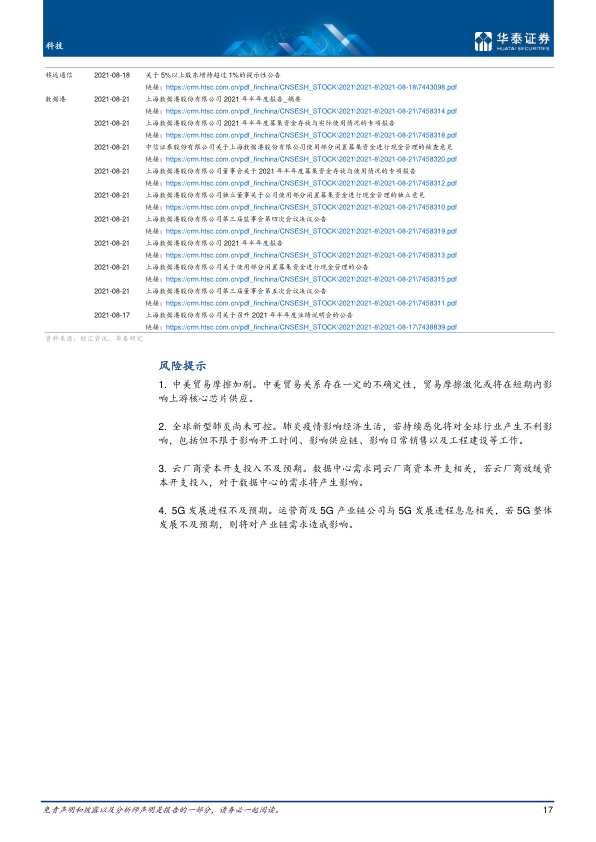 科技
华泰证券
HUATAI SECURITIES
移远通信 2021-08-18 关于 5%以上股东增持超过 1%的提示性公告
链接：https://crm.htsc.com.cn/pdf_finchina/CNSESH_STOCK\2021\2021-8\2021-08-18\7443098.pdf
数据港 2021-08-21 上海数据港股份有限公司 2021 年半年度报告_摘要
链接：https://crm.htsc.com.cn/pdf_finchina/CNSESH_STOCK\2021\2021-8\2021-08-21\7458314.pdf
2021-08-21 上海数据港股份有限公司 2021 年半年度募集资金存放与实际使用情况的专项报告
链接：https://crm.htsc.com.cn/pdf_finchina/CNSESH_STOCK\2021\2021-8\2021-08-21\7458318.pdf
2021-08-21 中信证券股份有限公司关于上海数据港股份有限公司使用部分闲置募集资金进行现金管理的核查意见
链接：https://crm.htsc.com.cn/pdf_finchina/CNSESH_STOCK\2021\2021-8\2021-08-21\7458320.pdf
2021-08-21 上海数据港股份有限公司董事会关于 2021 年半年度募集资金存放与使用情况的专项报告
链接：https://crm.htsc.com.cn/pdf_finchina/CNSESH_STOCK\2021\2021-8\2021-08-21\7458312.pdf
2021-08-21 上海数据港股份有限公司独立董事关于公司使用部分闲置募集资金进行现金管理的独立意见
链接：https://crm.htsc.com.cn/pdf_finchina/CNSESH_STOCK\2021\2021-8\2021-08-21\7458310.pdf
2021-08-21 上海数据港股份有限公司第三届监事会第四次会议决议公告
链接：https://crm.htsc.com.cn/pdf_finchina/CNSESH_STOCK\2021\2021-8\2021-08-21\7458319.pdf
2021-08-21 上海数据港股份有限公司 2021 年半年度报告
链接：https://crm.htsc.com.cn/pdf_finchina/CNSESH_STOCK\2021\2021-8\2021-08-21\7458313.pdf
2021-08-21 上海数据港股份有限公司关于使用部分闲置募集资金进行现金管理的公告
链接：https://crm.htsc.com.cn/pdf_finchina/CNSESH_STOCK\2021\2021-8\2021-08-21\7458315.pdf
2021-08-21 上海数据港股份有限公司第三届董事会第五次会议决议公告
链接：https://crm.htsc.com.cn/pdf_finchina/CNSESH_STOCK\2021\2021-8\2021-08-21\7458311.pdf
2021-08-17 上海数据港股份有限公司关于召开 2021 年半年度业绩说明会的公告
链接：https://crm.htsc.com.cn/pdf_finchina/CNSESH_STOCK\2021\2021-8\2021-08-17\7438839.pdf
资料来源：财汇资讯、华泰研究
风险提示
1. 中美贸易摩擦加剧。中美贸易关系存在一定的不确定性，贸易摩擦激化或将在短期内影
响上游核心芯片供应。
2. 全球新型肺炎尚未可控。肺炎疫情影响经济生活，若持续恶化将对全球行业产生不利影
响，包括但不限于影响开工时间、影响供应链、影响日常销售以及工程建设等工作。
3. 云厂商资本开支投入不及预期。数据中心需求同云厂商资本开支相关，若云厂商放缓资
本开支投入，对于数据中心的需求将产生影响。
4. 5G 发展进程不及预期。运营商及 5G 产业链公司与 5G 发展进程息息相关，若 5G 整体
发展不及预期，则将对产业链需求造成影响。
免责声明和披露以及分析师声明是报告的一部分，请务必一起阅读。 17